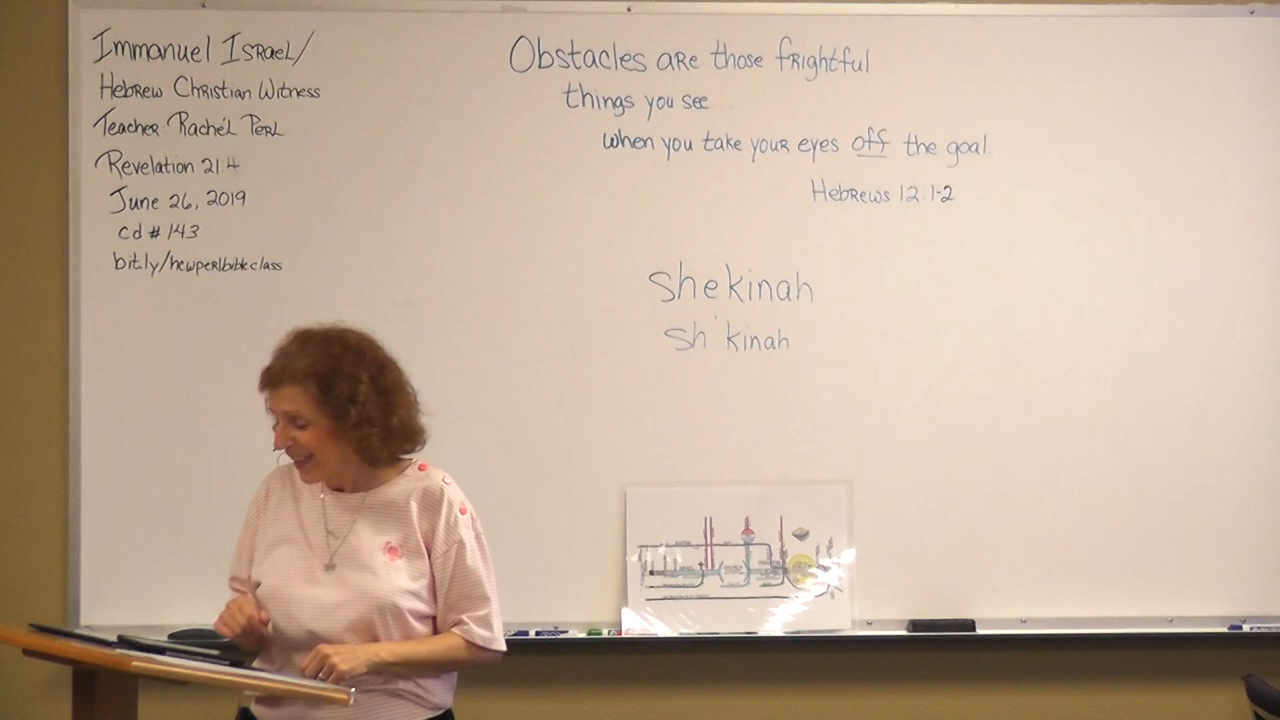 Immanuel Israel/
Hebrew Christian Witness
Teacher Rachél Perl
Revelation 21:4
June 26, 2019
cd # 143
bit.ly/newperlbibleclass
Obstacles are those frightful
things you see
when you take your eyes off the goal
Hebrews 12:1-2
shekinah
sh'kinah